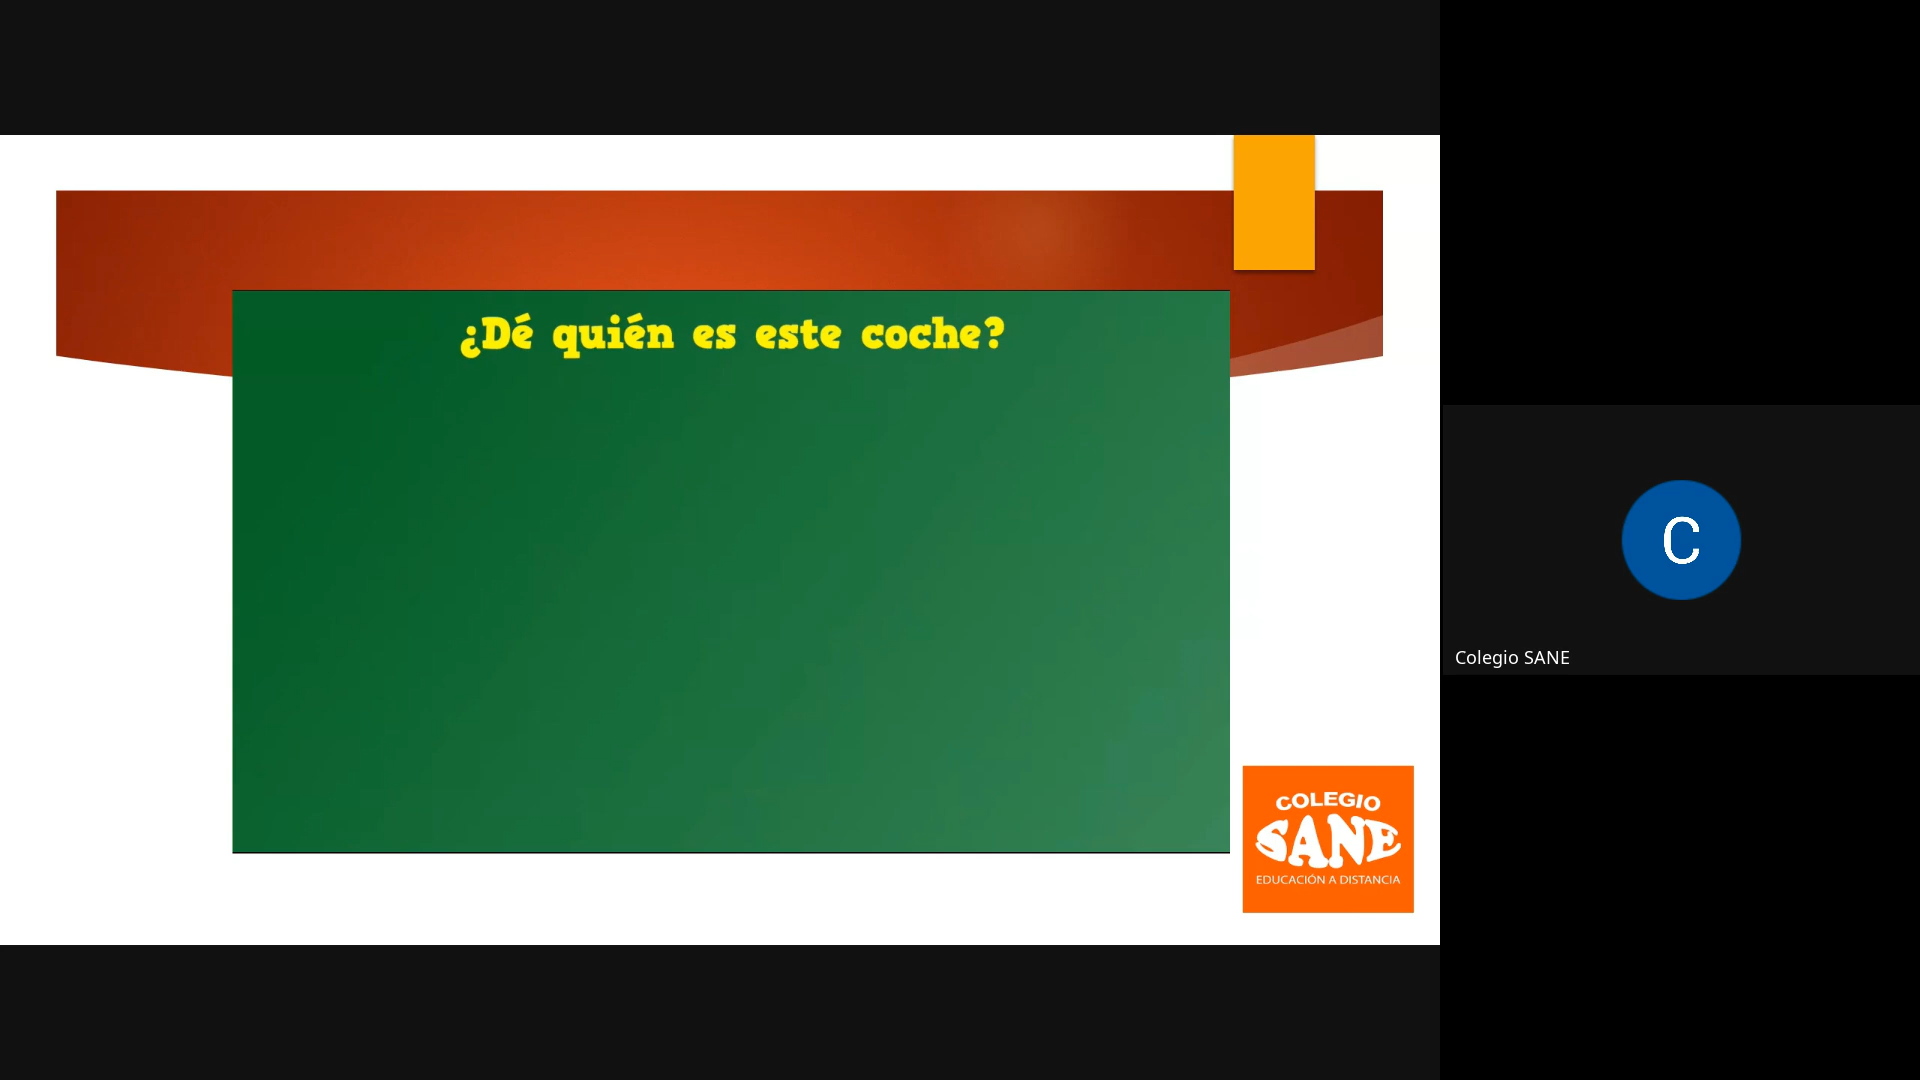 ¿Dé quién es este coche?
COLEGIO
SANE
EDUCACIÓN A DISTANCIA
C
Colegio SANE